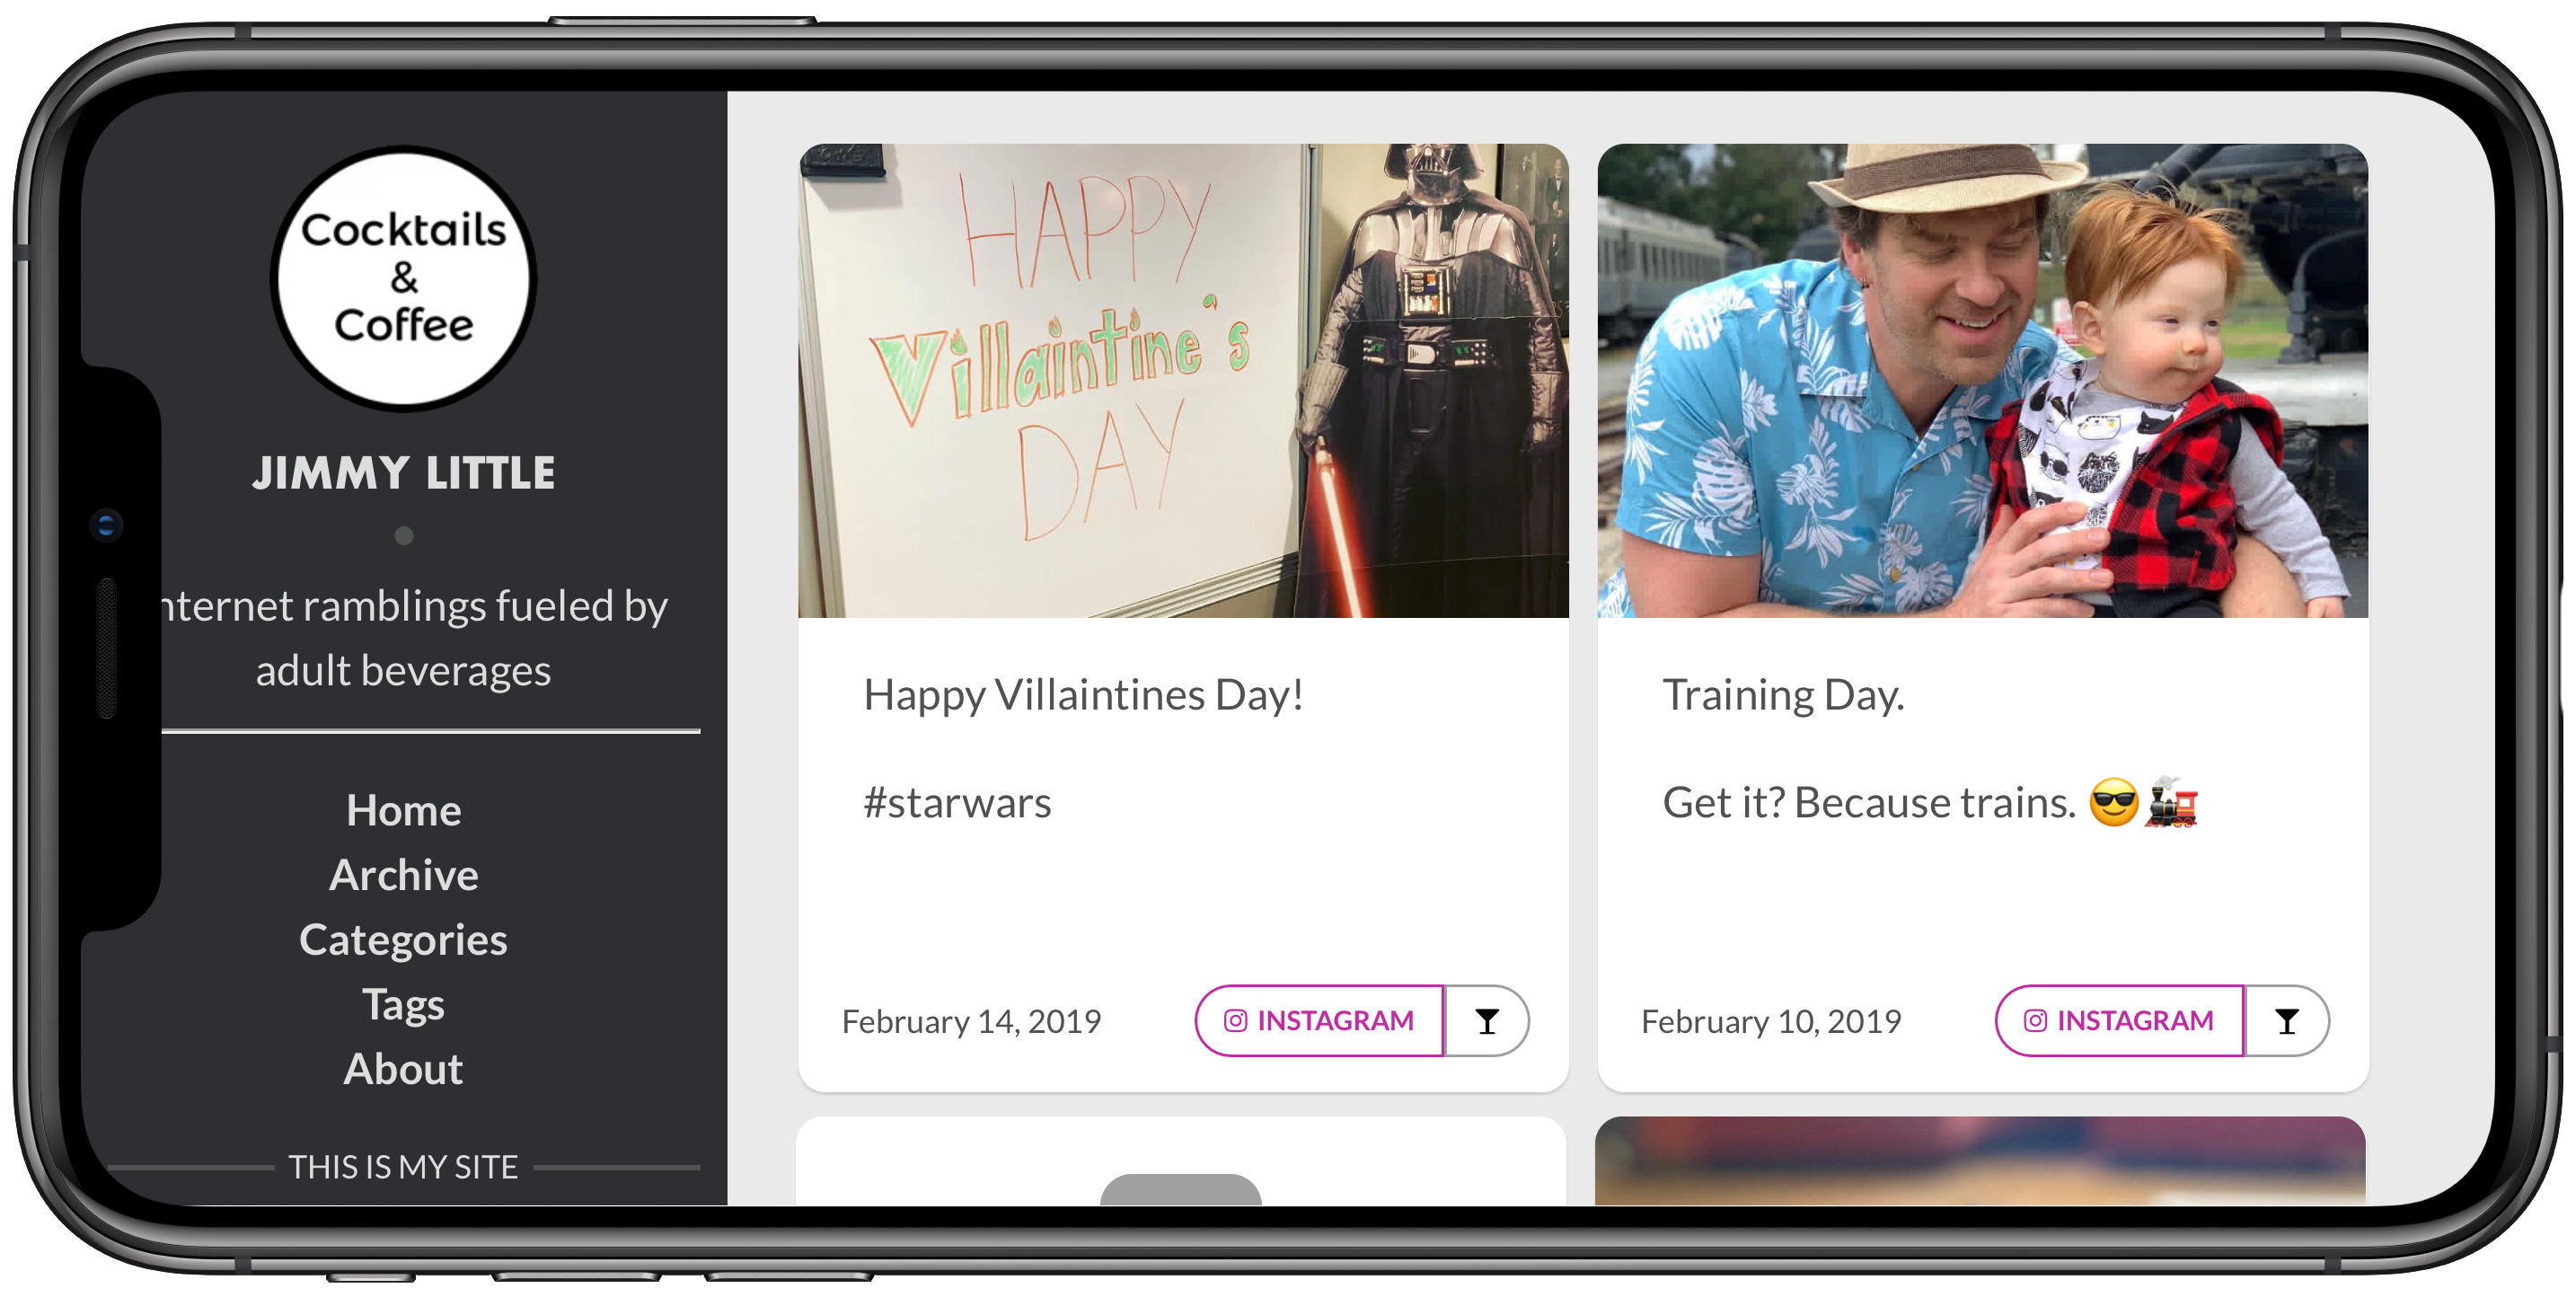 Cocktails
&
Coffee
JIMMY LITTLE
nternet ramblings fueled by
adult beverages
Home
Archive
Categories
Tags
About
THIS IS MY SITE
HAPPY
Villaintine's
DAY
Happy Villaintines Day!
#starwars
February 14, 2019
INSTAGRAM
Training Day.
Get it? Because trains. 😎🚂
February 10, 2019
INSTAGRAM